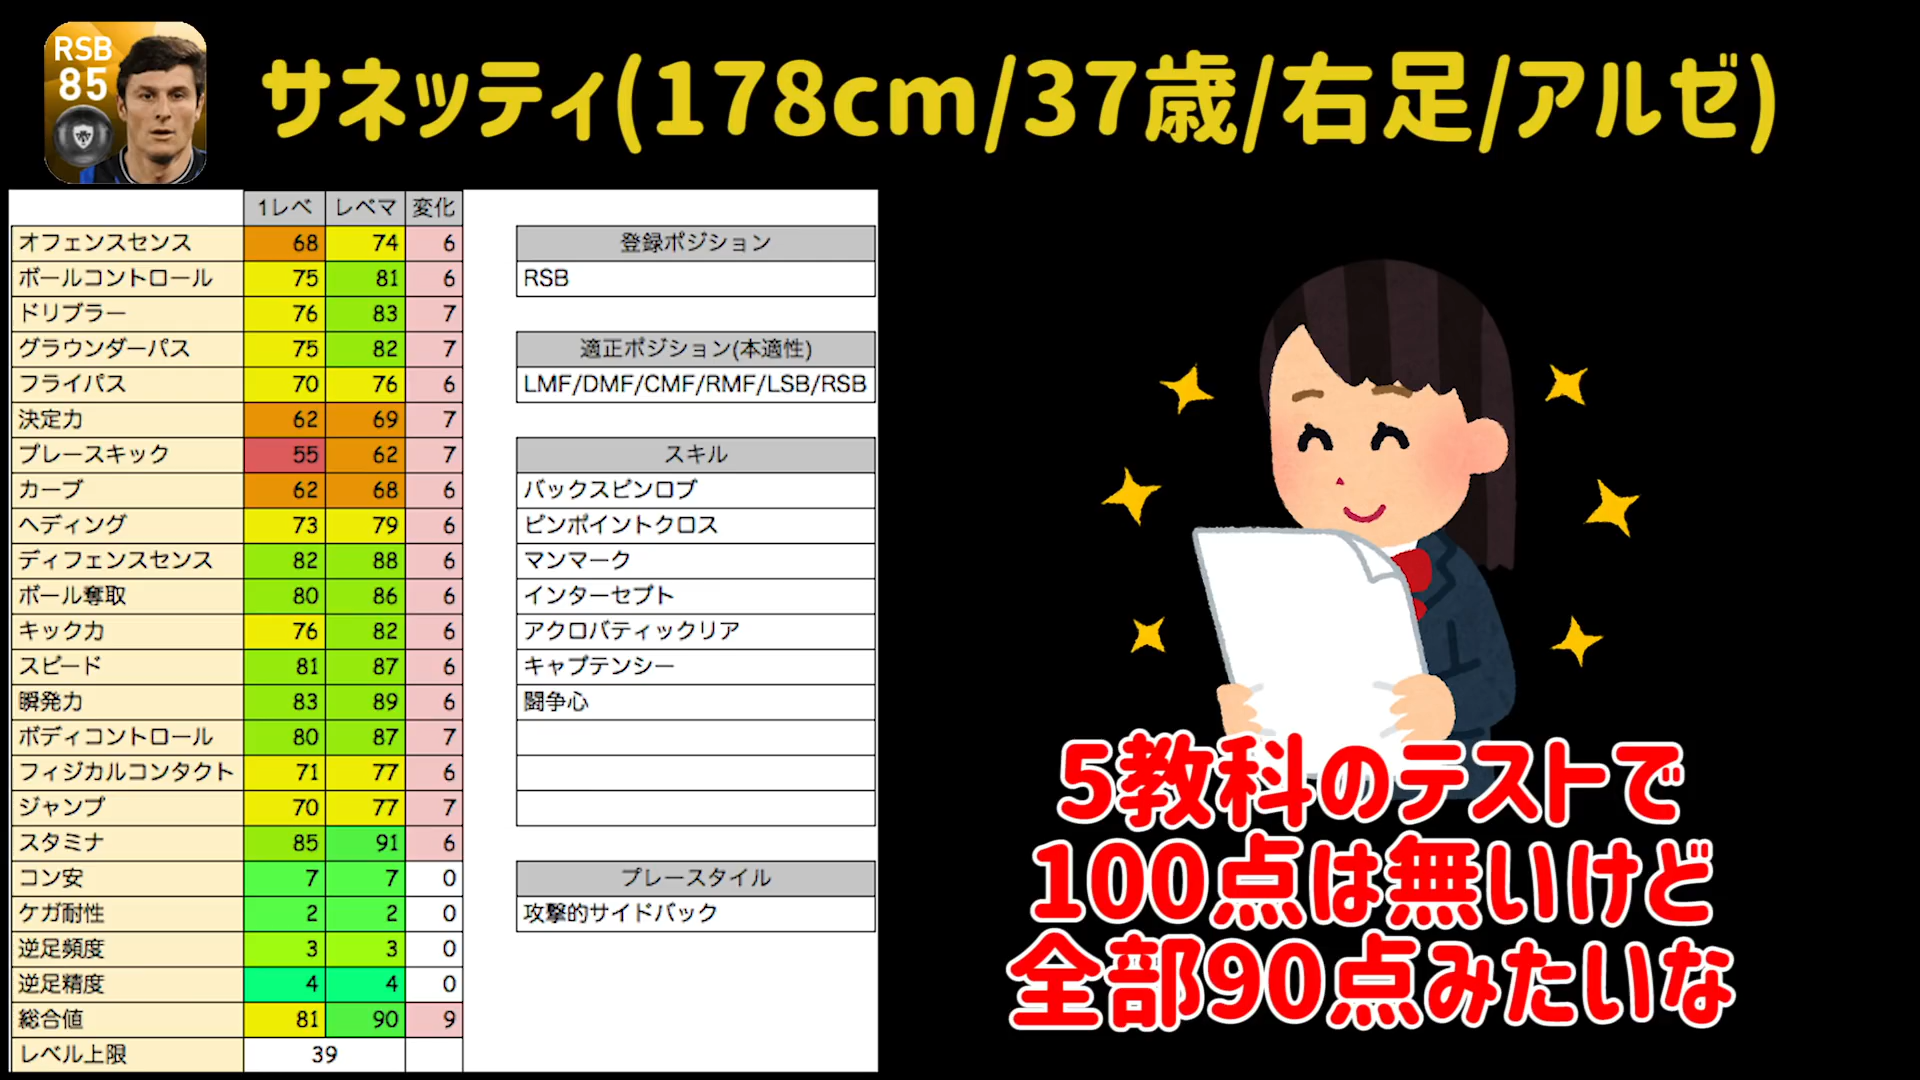 RSB
85
サネッティ(178cm/37歳/右足/アルゼ)
1レベ レベマ 変化
オフェンスセンス 68 74 6
ボールコントロール 75 81 6
ドリブラー 76 83 7
グラウンダーパス 75 82 7
フライパス 70 76 6
決定力 62 69 7
プレースキック 55 62 7
カーブ 62 68 6
ヘディング 73 79 6
ディフェンスセンス 82 88 6
ボール奪取 80 86 6
キック力 76 82 6
スピード 81 87 6
瞬発力 83 89 6
ボディコントロール 80 87 7
フィジカルコンタクト 71 77 6
ジャンプ 70 77 7
スタミナ 85 91 6
コン安 7 7 0
ケガ耐性 2 2 0
逆足頻度 3 3 0
逆足精度 4 4 0
総合値 81 90 9
レベル上限 39
登録ポジション
RSB
適正ポジション(本適性)
LMF/DMF/CMF/RMF/LSB/RSB
スキル
バックスピンロブ
ピンポイントクロス
マンマーク
インターセプト
アクロバティックリア
キャプテンシー
闘争心
プレースタイル
攻撃的サイドバック
5教科のテストで
100点は無いけど
全部90点みたいな